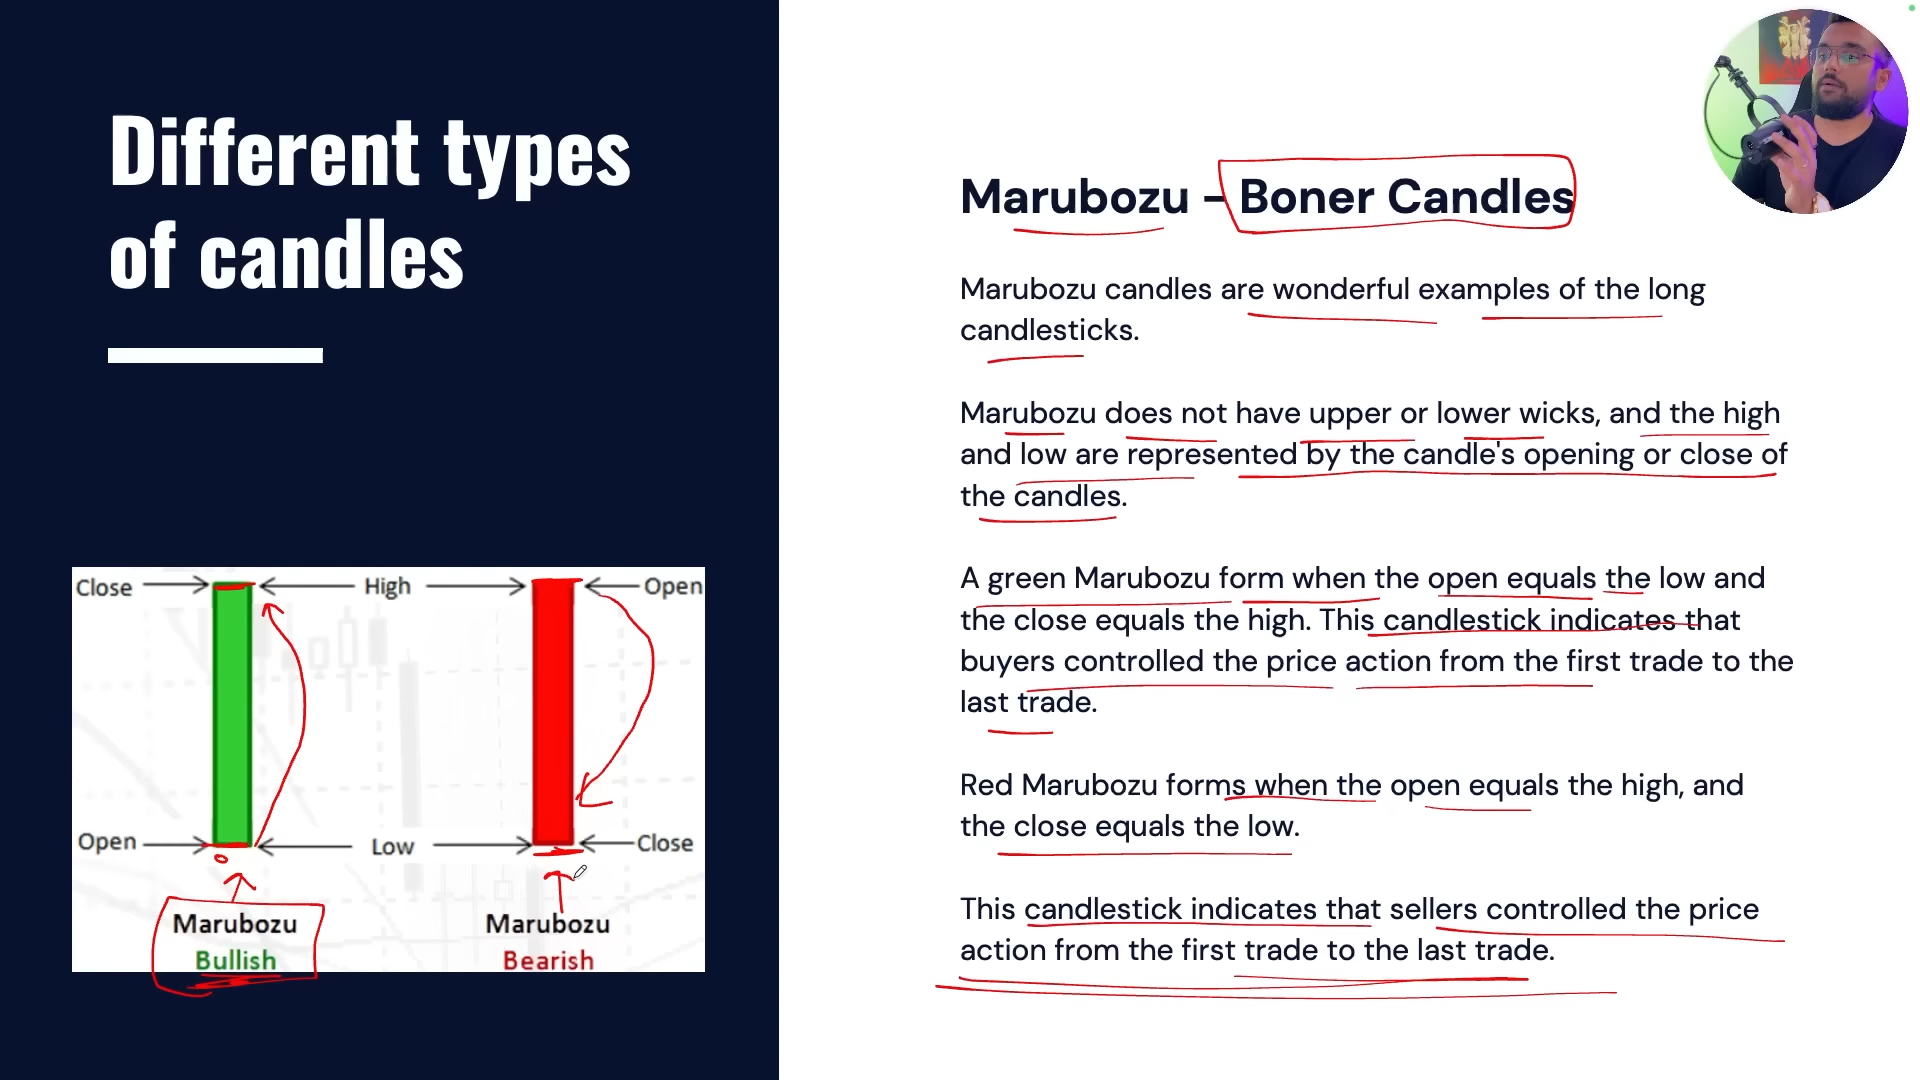 Different types
of candles
Close
High
Open
Open
Low
Close
Marubozu
Bullish
Marubozu
Bearish
Marubozu - Boner Candles
Marubozu candles are wonderful examples of the long
candlesticks.
Marubozu does not have upper or lower wicks, and the high
and low are represented by the candle's opening or close of
the candles.
A green Marubozu form when the open equals the low and
the close equals the high. This candlestick indicates that
buyers controlled the price action from the first trade to the
last trade.
Red Marubozu forms when the open equals the high, and
the close equals the low.
This candlestick indicates that sellers controlled the price
action from the first trade to the last trade.